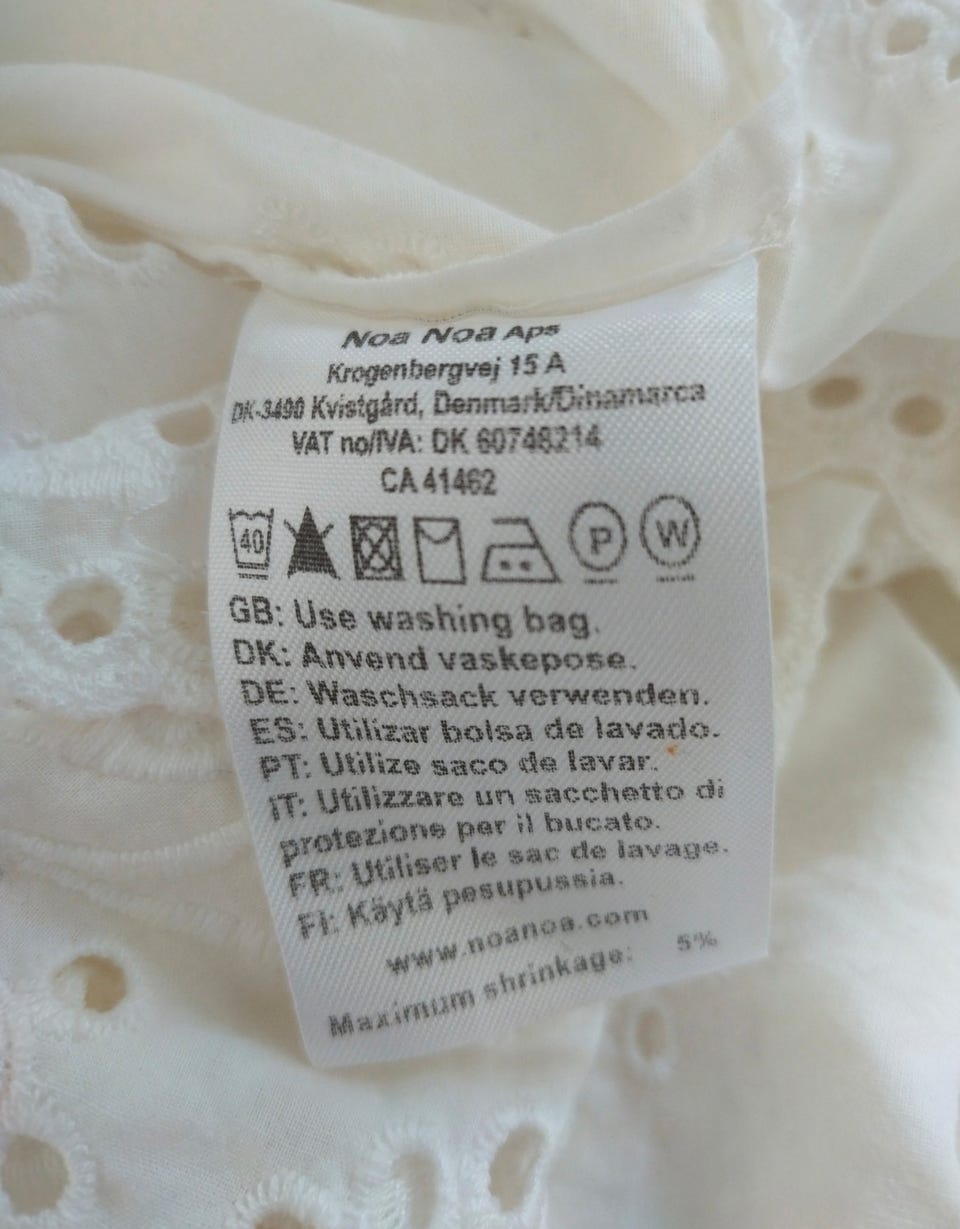 Noa Noa Aps
Krogenbergvej 15 A
DK-3490 Kvistgård, Denmark/Dinamarca
VAT no/IVA: DK 60748214
CA 41462
40 P W
GB: Use washing bag.
DK: Anvend vaskepose.
DE: Waschsack verwenden.
ES: Utilizar bolsa de lavado.
PT: Utilize saco de lavar.
IT: Utilizzare un sacchetto di
protezione per il bucato.
FR: Utiliser le sac de lavage.
FI: Käytä pesupussia.
www.noanoa.com
Maximum shrinkage: 5%